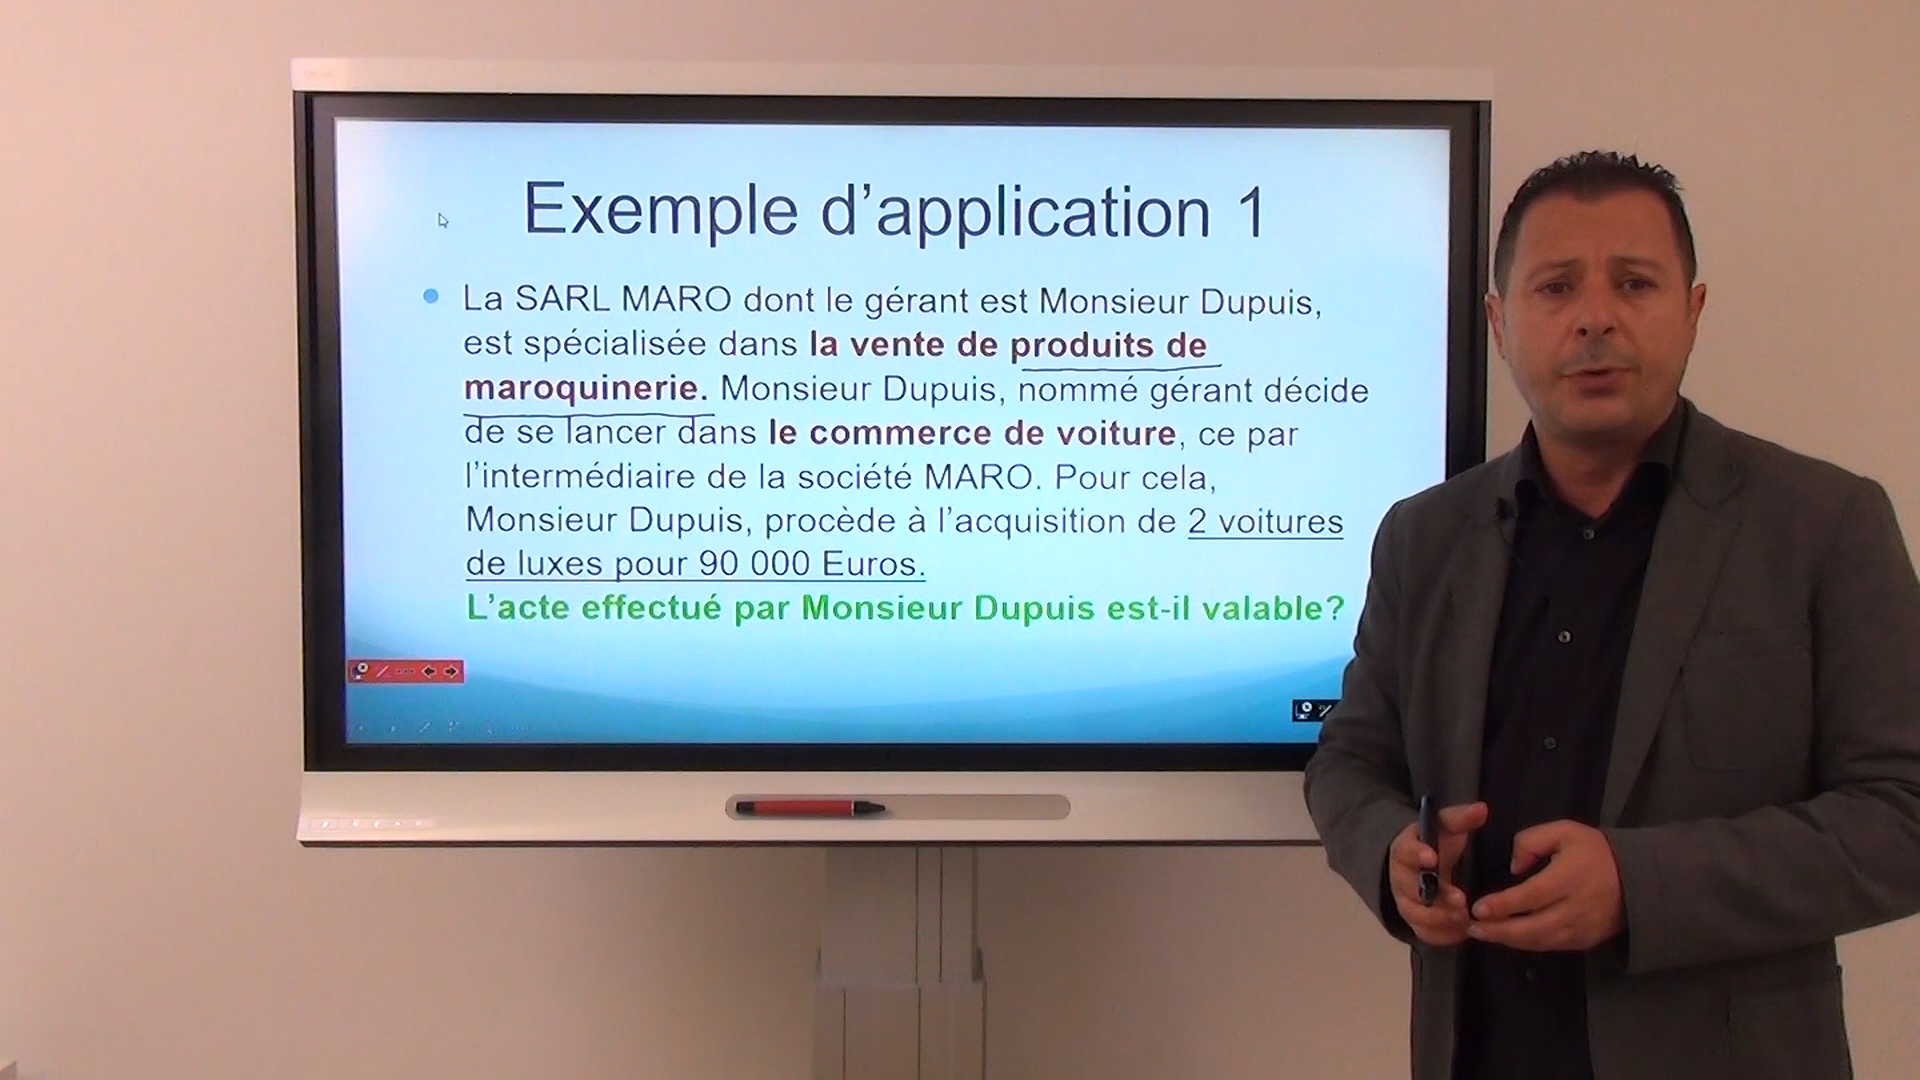 Exemple d’application 1
La SARL MARO dont le gérant est Monsieur Dupuis,
est spécialisée dans la vente de produits de
maroquinerie. Monsieur Dupuis, nommé gérant décide
de se lancer dans le commerce de voiture, ce par
l’intermédiaire de la société MARO. Pour cela,
Monsieur Dupuis, procède à l’acquisition de 2 voitures
de luxes pour 90 000 Euros.
L’acte effectué par Monsieur Dupuis est-il valable?